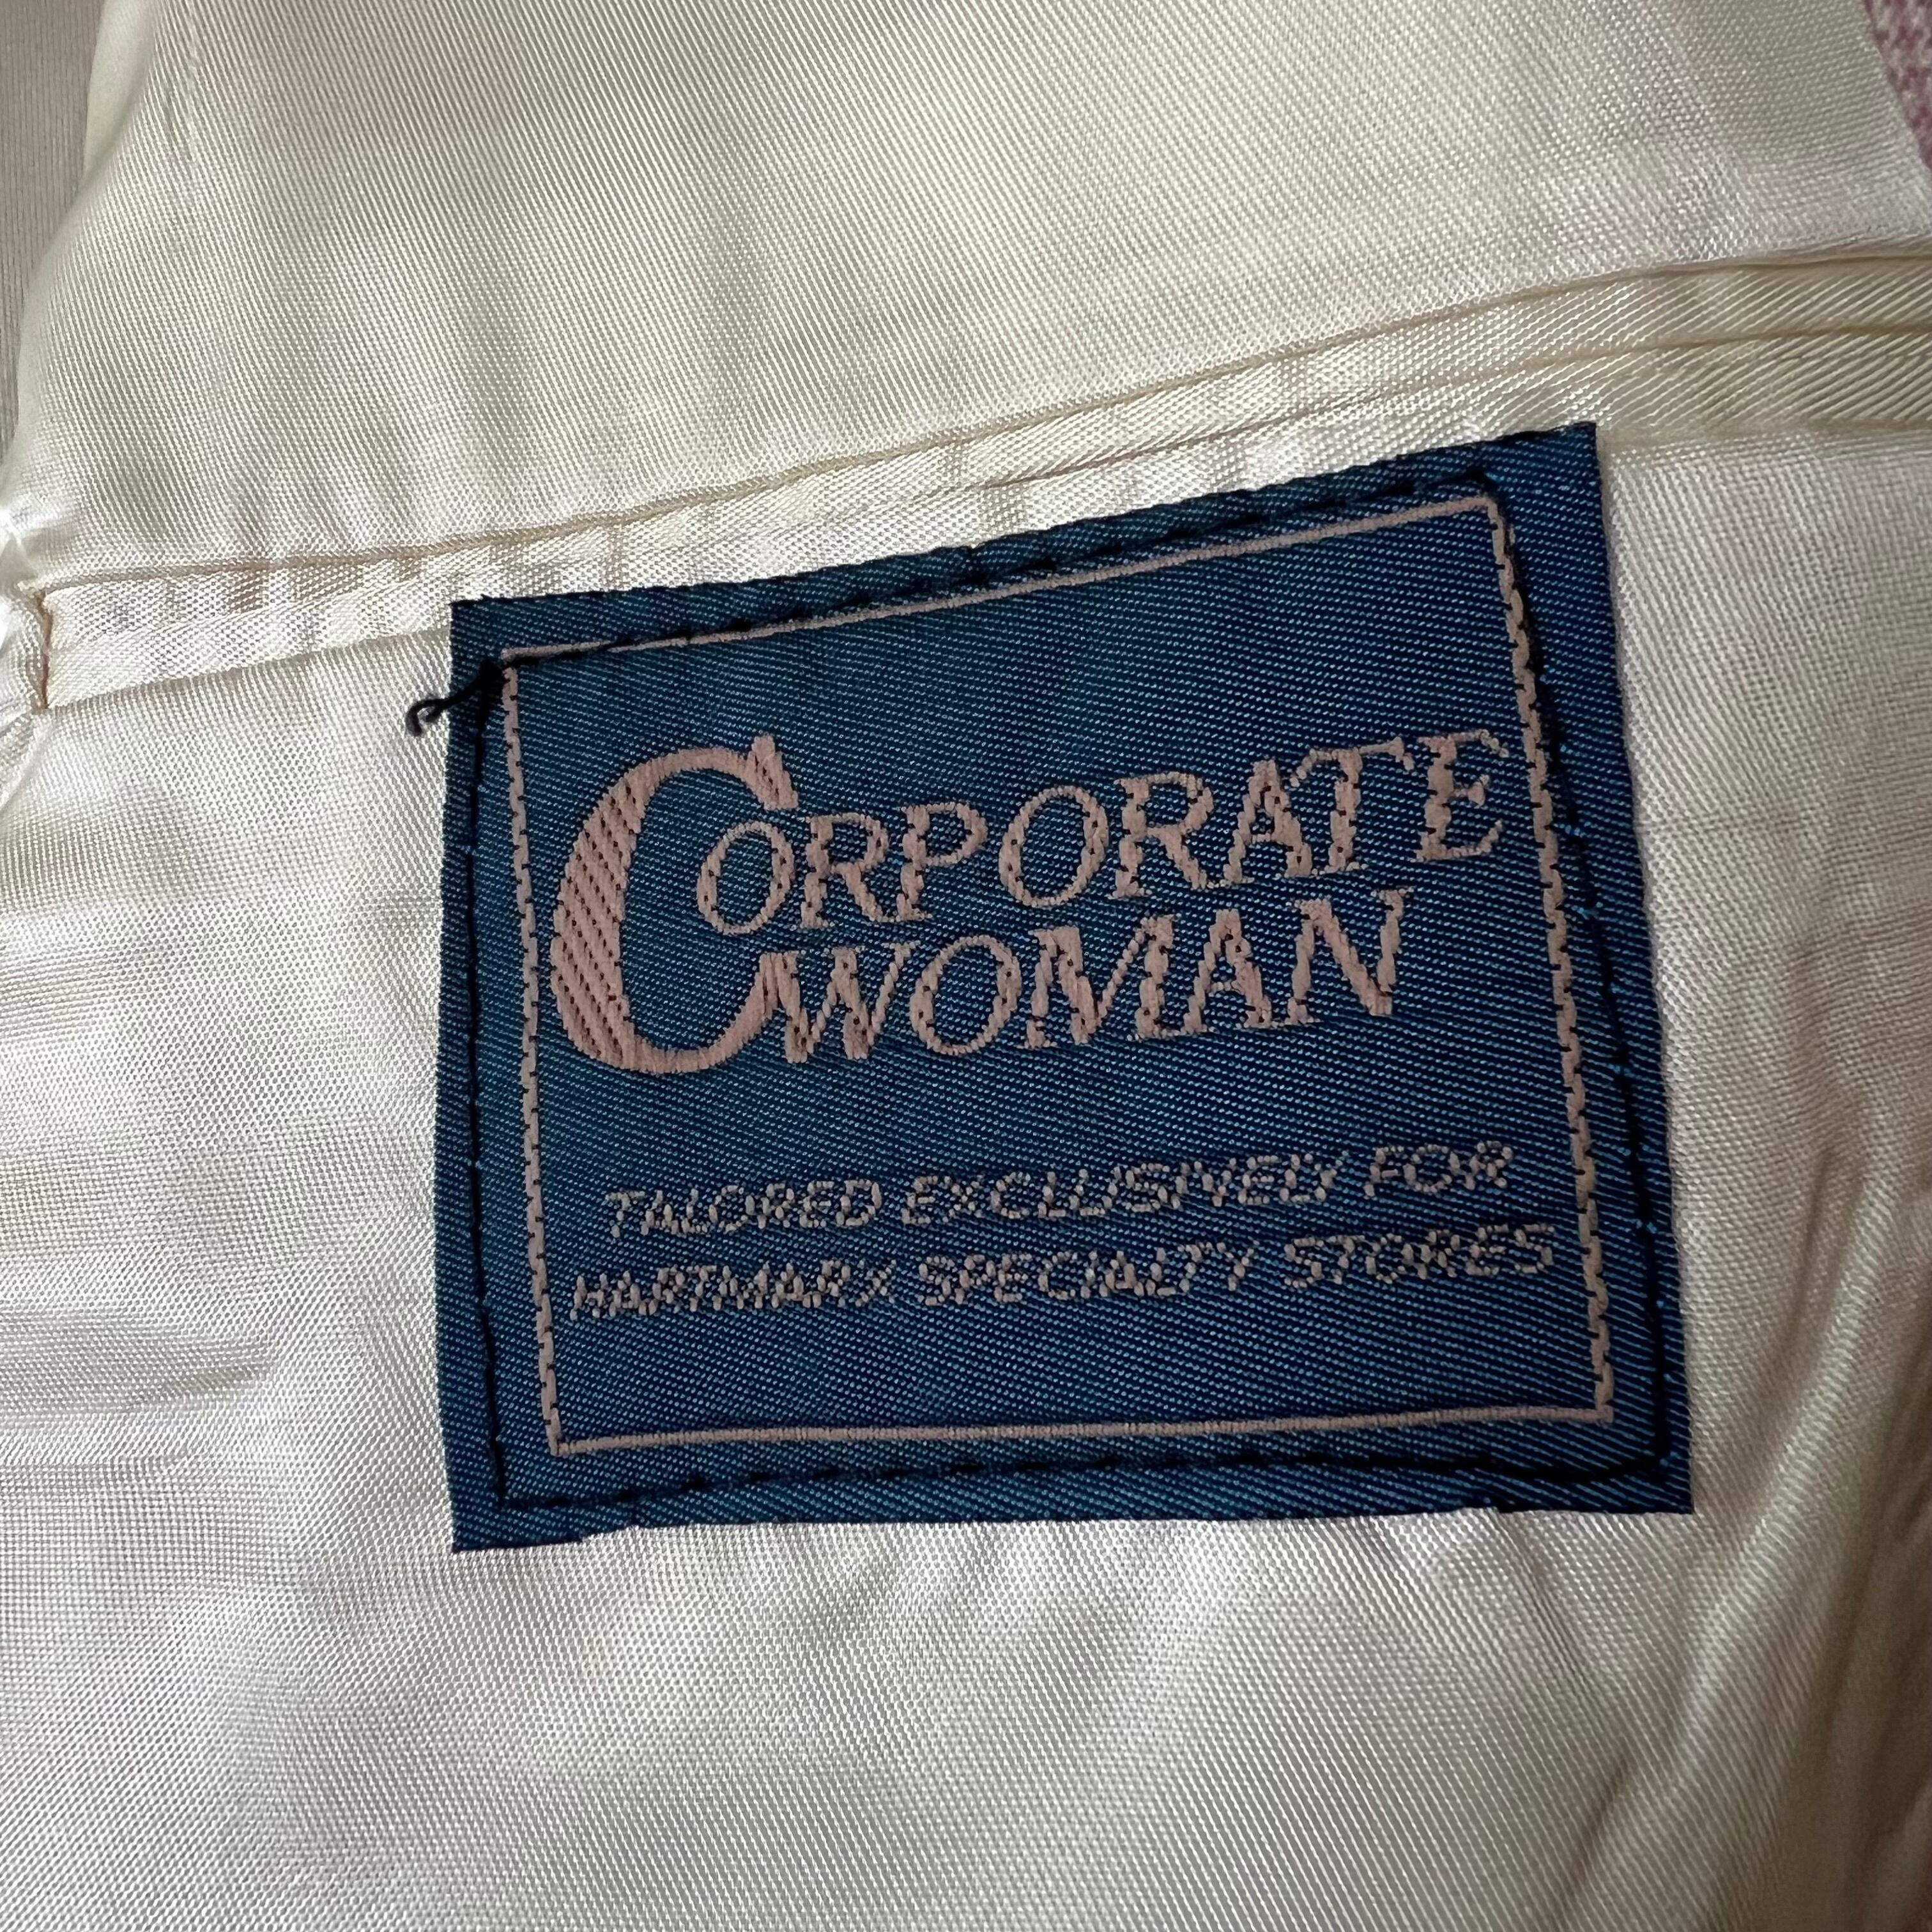 CORPORATE
WOMAN
TAILORED EXCLUSIVELY FOR
HARTMARX SPECIALTY STORES